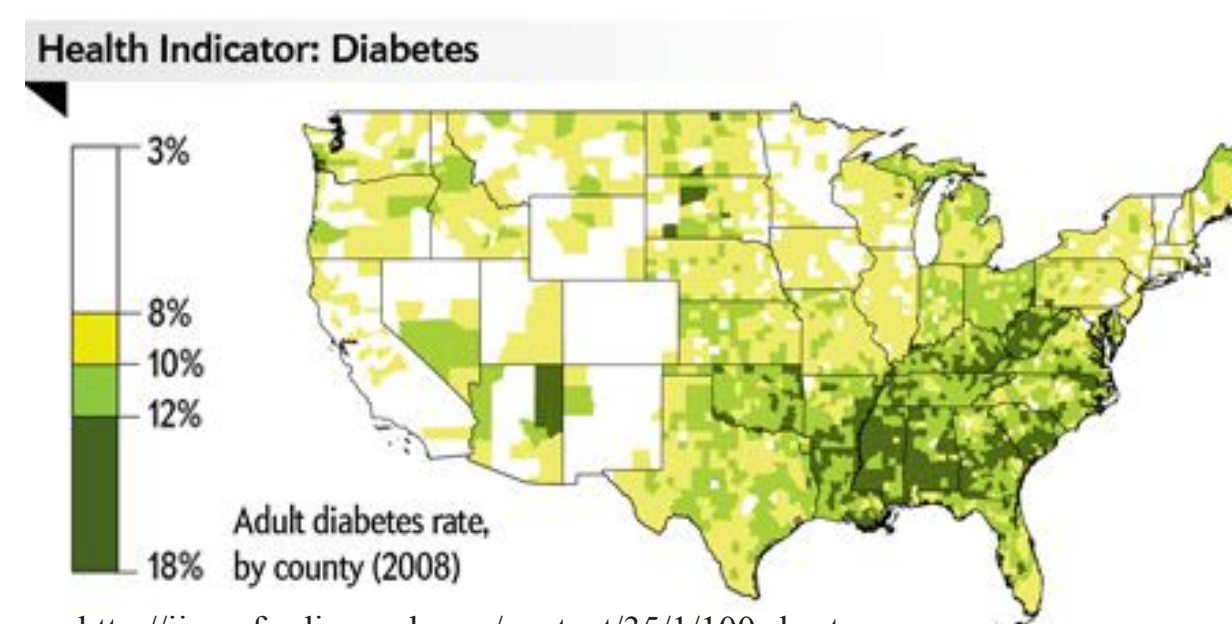 Health Indicator: Diabetes
3%
8%
10%
12%
18%
Adult diabetes rate,
by county (2008)